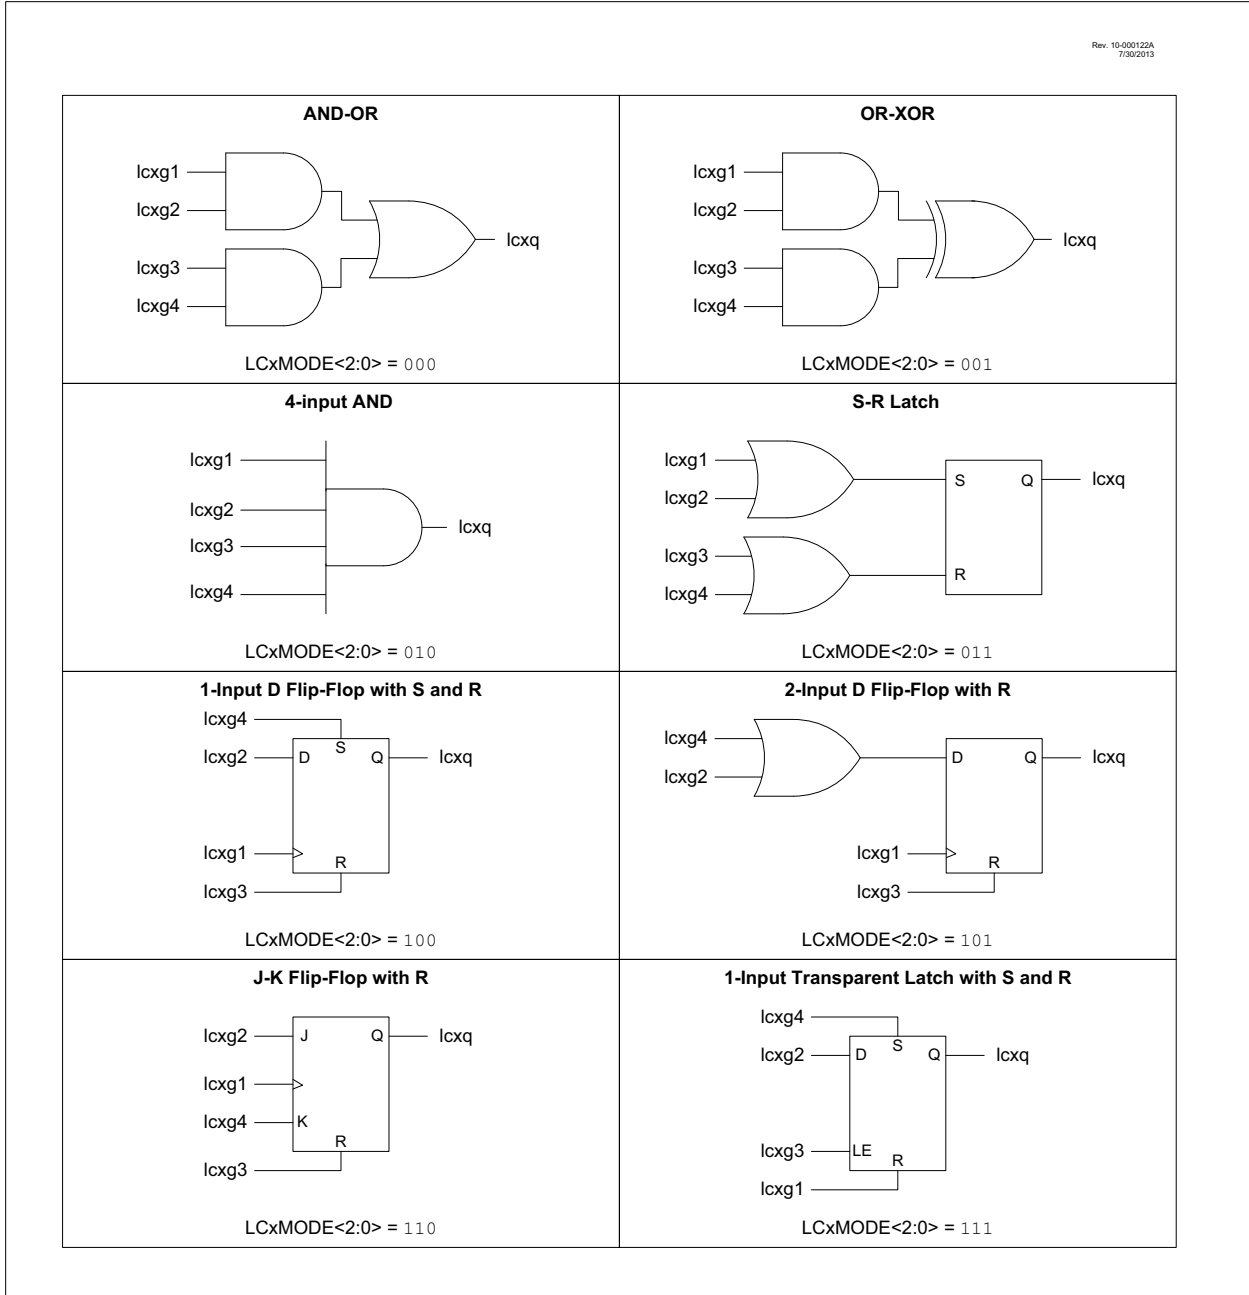 Rev. 10-000122A
7/30/2013
AND-OR
lcxg1
lcxg2
lcxg3
lcxg4
lcxq
LCxMODE<2:0> = 000
OR-XOR
lcxg1
lcxg2
lcxg3
lcxg4
lcxq
LCxMODE<2:0> = 001
4-input AND
lcxg1
lcxg2
lcxg3
lcxg4
lcxq
LCxMODE<2:0> = 010
S-R Latch
lcxg1
lcxg2
lcxg3
lcxg4
S Q lcxq
R
LCxMODE<2:0> = 011
1-Input D Flip-Flop with S and R
lcxg4
S
lcxg2 D Q lcxq
lcxg1
R
lcxg3
LCxMODE<2:0> = 100
2-Input D Flip-Flop with R
lcxg4
lcxg2
D Q lcxq
lcxg1
R
lcxg3
LCxMODE<2:0> = 101
J-K Flip-Flop with R
lcxg2 J Q lcxq
lcxg1
lcxg4 K
R
lcxg3
LCxMODE<2:0> = 110
1-Input Transparent Latch with S and R
lcxg4
S
lcxg2 D Q lcxq
lcxg3 LE
R
lcxg1
LCxMODE<2:0> = 111